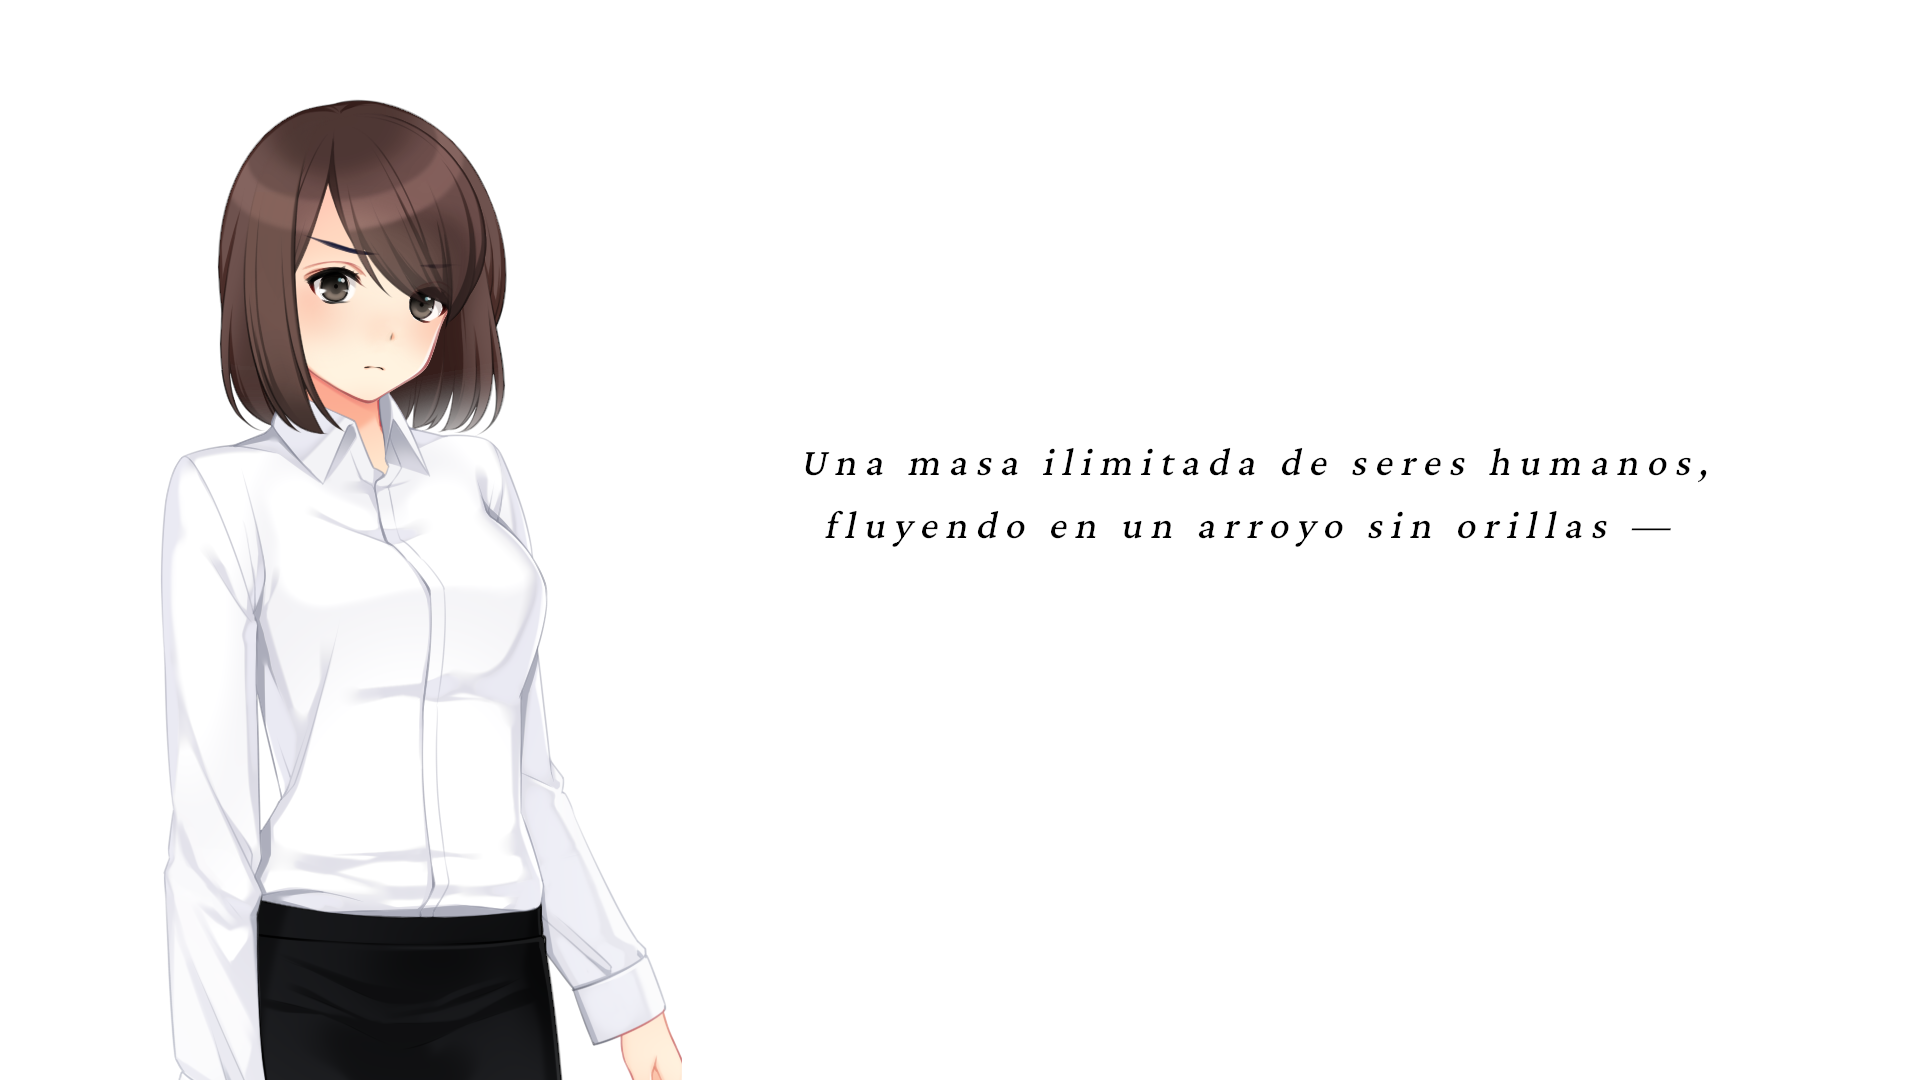 Una masa ilimitada de seres humanos,
fluyendo en un arroyo sin orillas —